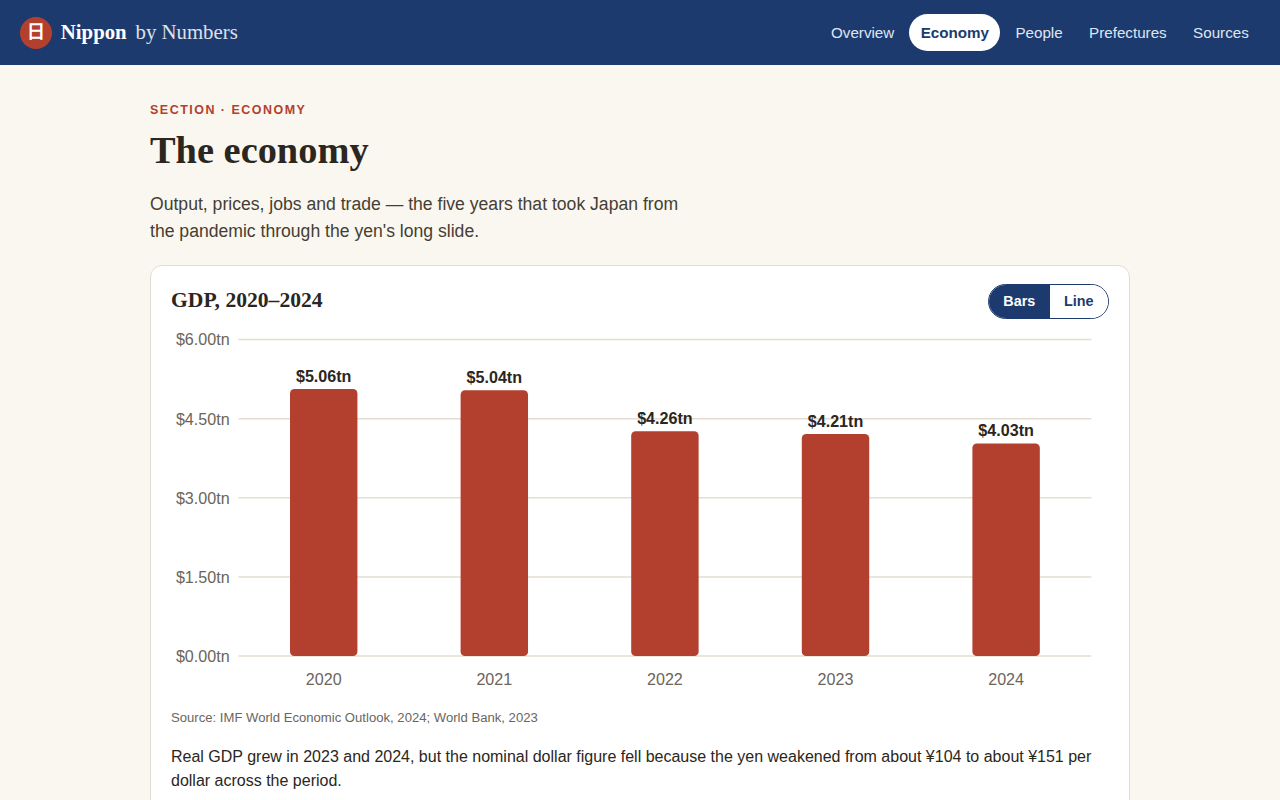 日 Nippon by Numbers
Overview Economy People Prefectures Sources
SECTION · ECONOMY
The economy
Output, prices, jobs and trade — the five years that took Japan from
the pandemic through the yen's long slide.
GDP, 2020–2024
Bars Line
$6.00tn
$5.06tn
$5.04tn
$4.50tn
$4.26tn
$4.21tn
$4.03tn
$3.00tn
$1.50tn
$0.00tn
2020 2021 2022 2023 2024
Source: IMF World Economic Outlook, 2024; World Bank, 2023
Real GDP grew in 2023 and 2024, but the nominal dollar figure fell because the yen weakened from about ¥104 to about ¥151 per
dollar across the period.